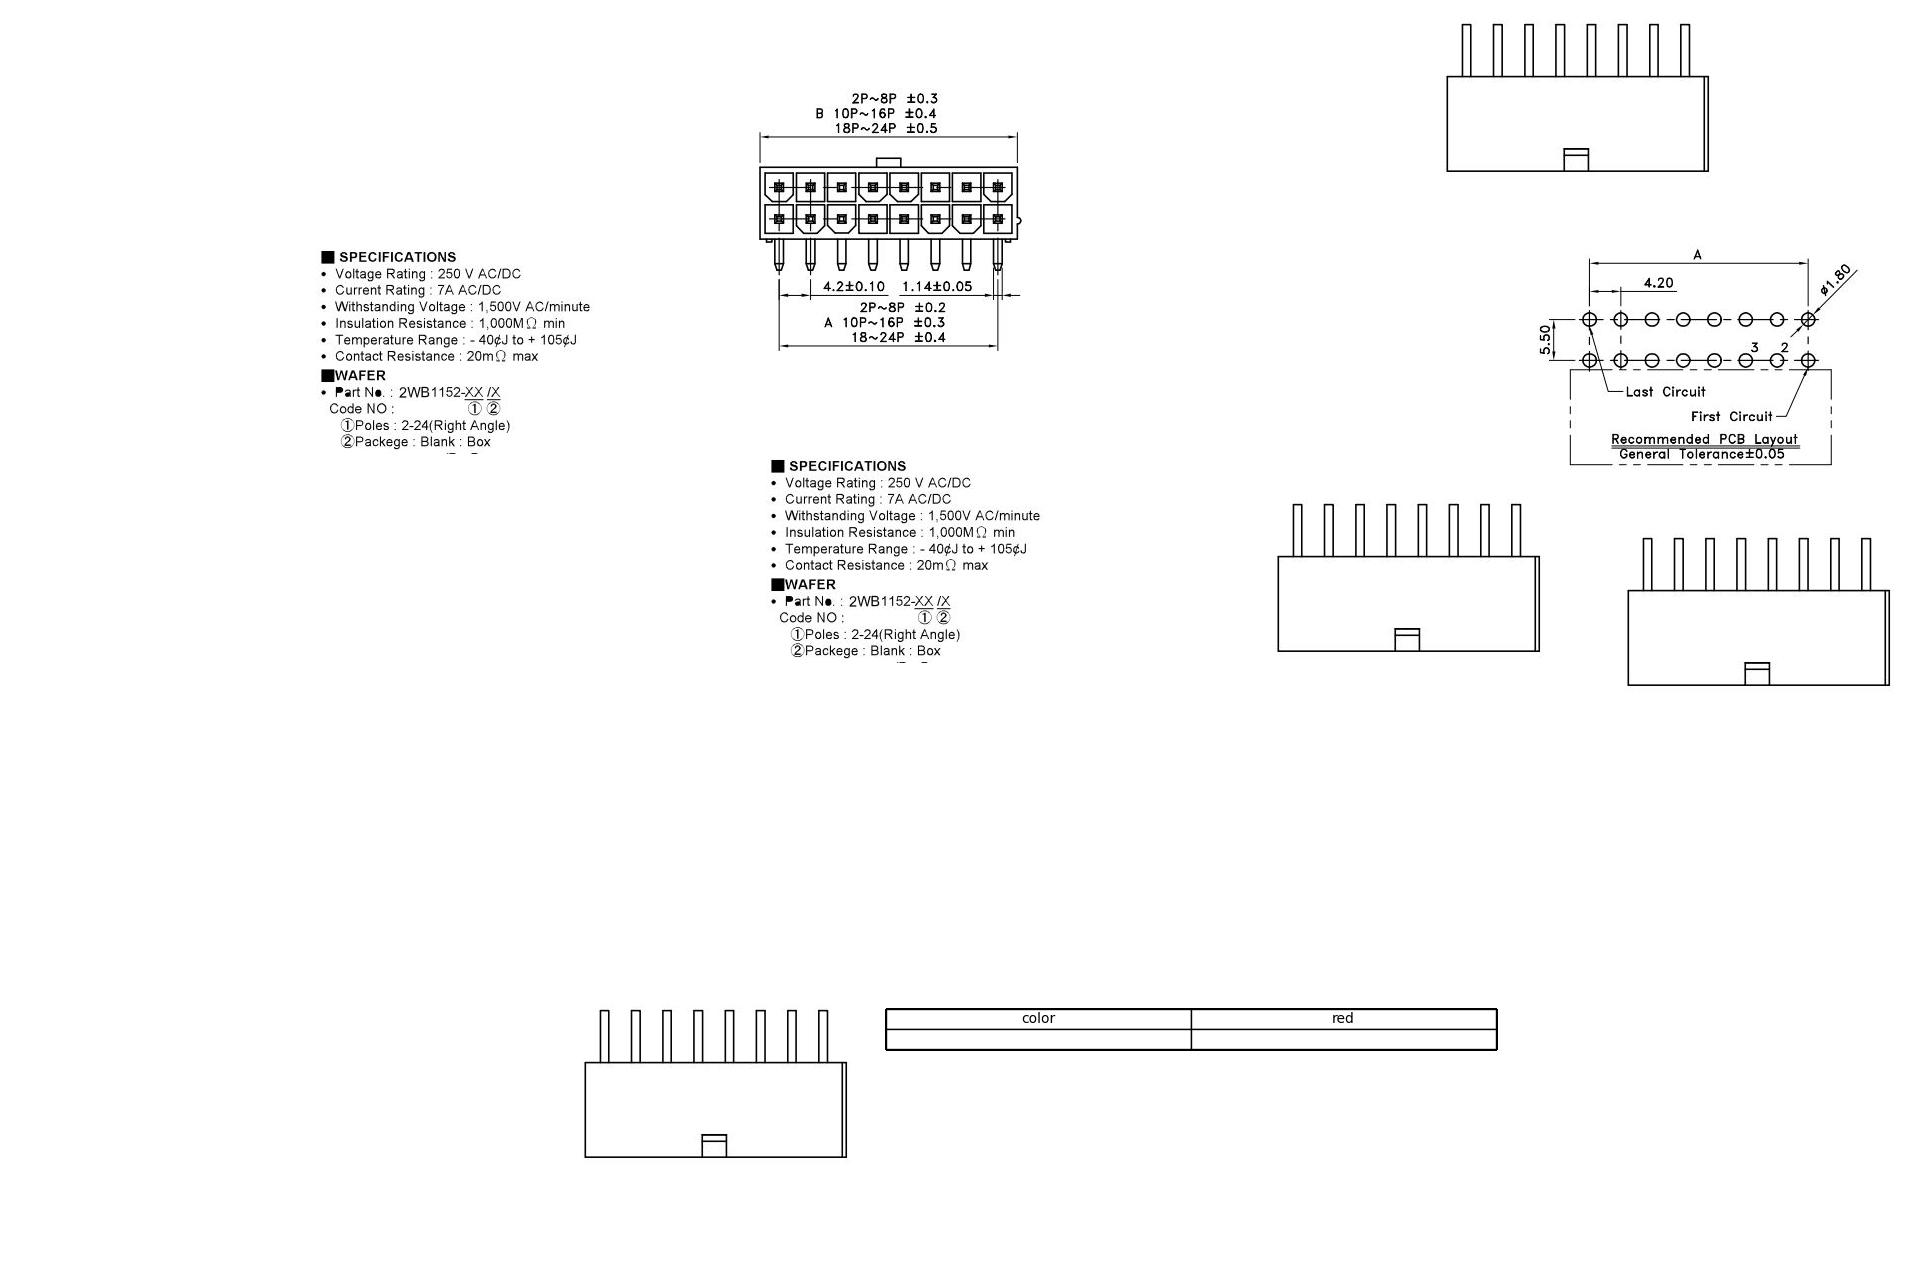 2P~8P ±0.3
B 10P~16P ±0.4
18P~24P ±0.5
4.2±0.10 1.14±0.05
2P~8P ±0.2
A 10P~16P ±0.3
18~24P ±0.4
■ SPECIFICATIONS
• Voltage Rating : 250 V AC/DC
• Current Rating : 7A AC/DC
• Withstanding Voltage : 1,500V AC/minute
• Insulation Resistance : 1,000MΩ min
• Temperature Range : - 40¢J to + 105¢J
• Contact Resistance : 20mΩ max
■WAFER
• Part No. : 2WB1152-XX /X
Code NO : ① ②
①Poles : 2-24(Right Angle)
②Packege : Blank : Box
A
4.20
ø1.80
5.50
3 2
Last Circuit
First Circuit
Recommended PCB Layout
General Tolerance±0.05
■ SPECIFICATIONS
• Voltage Rating : 250 V AC/DC
• Current Rating : 7A AC/DC
• Withstanding Voltage : 1,500V AC/minute
• Insulation Resistance : 1,000MΩ min
• Temperature Range : - 40¢J to + 105¢J
• Contact Resistance : 20mΩ max
■WAFER
• Part No. : 2WB1152-XX /X
Code NO : ① ②
①Poles : 2-24(Right Angle)
②Packege : Blank : Box
color red